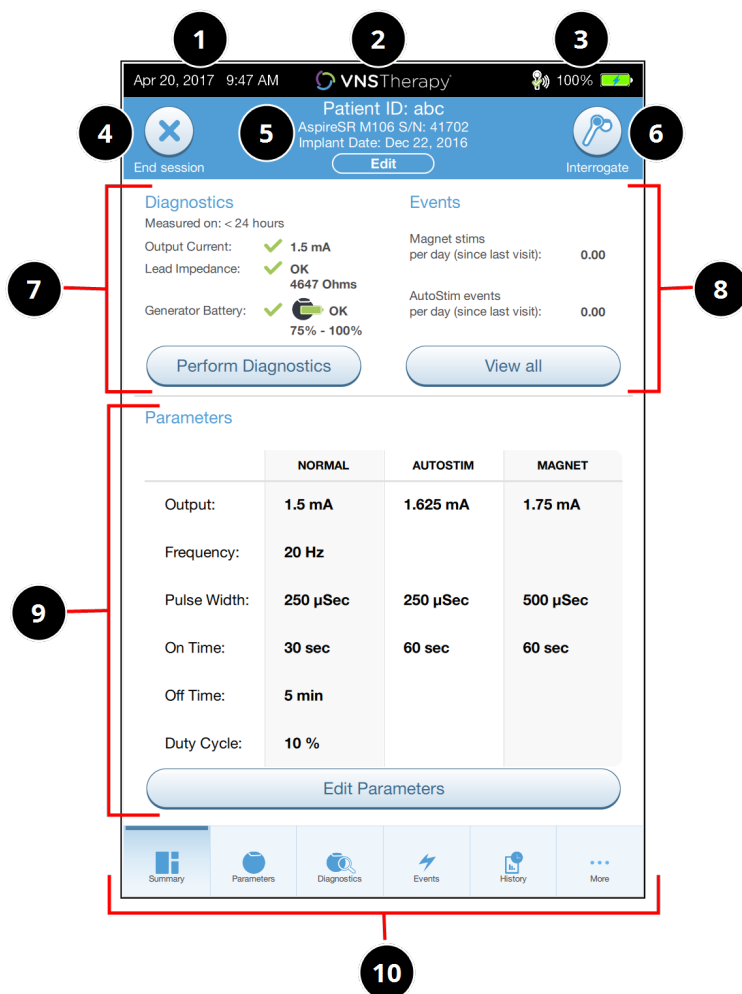 1
2
3
Apr 20, 2017 9:47 AM
VNSTherapy
100%
4
5
6
Patient ID: abc
AspireSR M106 S/N: 41702
Implant Date: Dec 22, 2016
Edit
End session
Interrogate
7
8
Diagnostics
Measured on: < 24 hours
Output Current: 1.5 mA
Lead Impedance: OK
4647 Ohms
Generator Battery: OK
75% - 100%
Perform Diagnostics
Events
Magnet stims
per day (since last visit): 0.00
AutoStim events
per day (since last visit): 0.00
View all
9
Parameters
NORMAL AUTOSTIM MAGNET
Output: 1.5 mA 1.625 mA 1.75 mA
Frequency: 20 Hz
Pulse Width: 250 µSec 250 µSec 500 µSec
On Time: 30 sec 60 sec 60 sec
Off Time: 5 min
Duty Cycle: 10 %
Edit Parameters
Summary Parameters Diagnostics Events History More
10